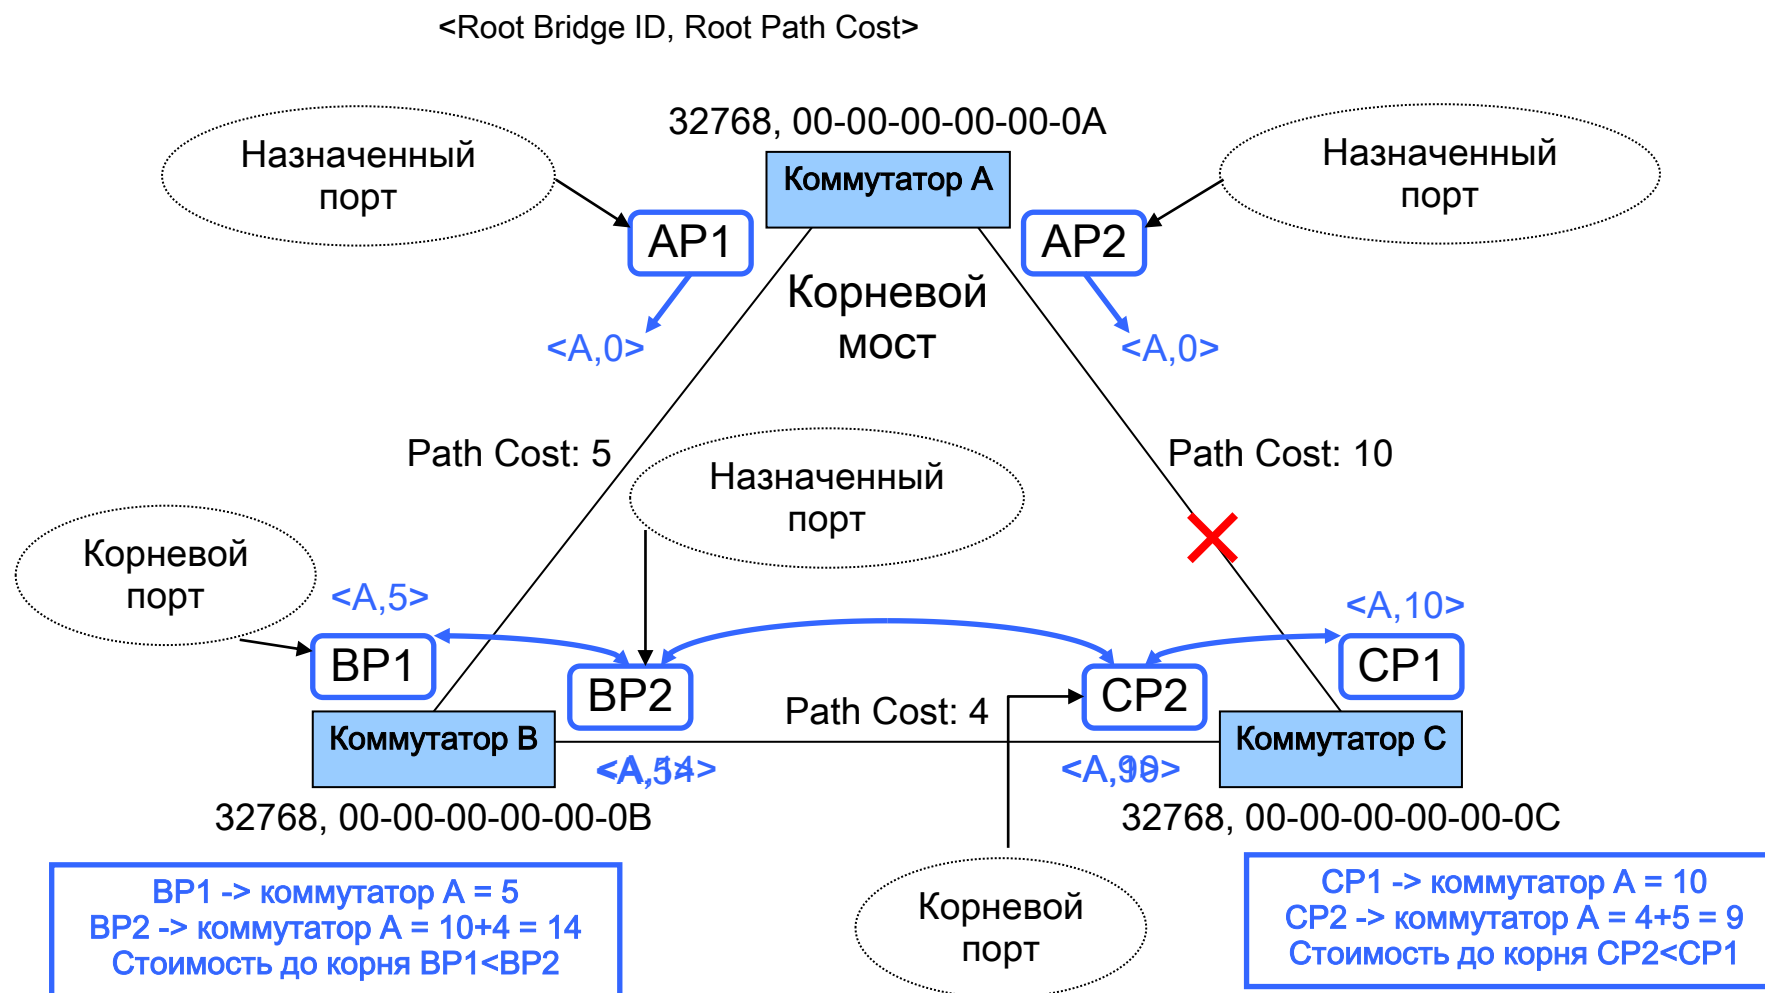 <Root Bridge ID, Root Path Cost>
32768, 00-00-00-00-00-0A
Назначенный
порт
Коммутатор A
Назначенный
порт
AP1
AP2
Корневой
мост
<A,0>
<A,0>
Path Cost: 5
Path Cost: 10
Назначенный
порт
Корневой
порт
<A,5>
<A,10>
BP1
BP2
CP2
CP1
Path Cost: 4
Коммутатор B
Коммутатор C
32768, 00-00-00-00-00-0B
32768, 00-00-00-00-00-0C
BP1 -> коммутатор A = 5
BP2 -> коммутатор A = 10+4 = 14
Стоимость до корня BP1<BP2
Корневой
порт
CP1 -> коммутатор A = 10
CP2 -> коммутатор A = 4+5 = 9
Стоимость до корня CP2<CP1